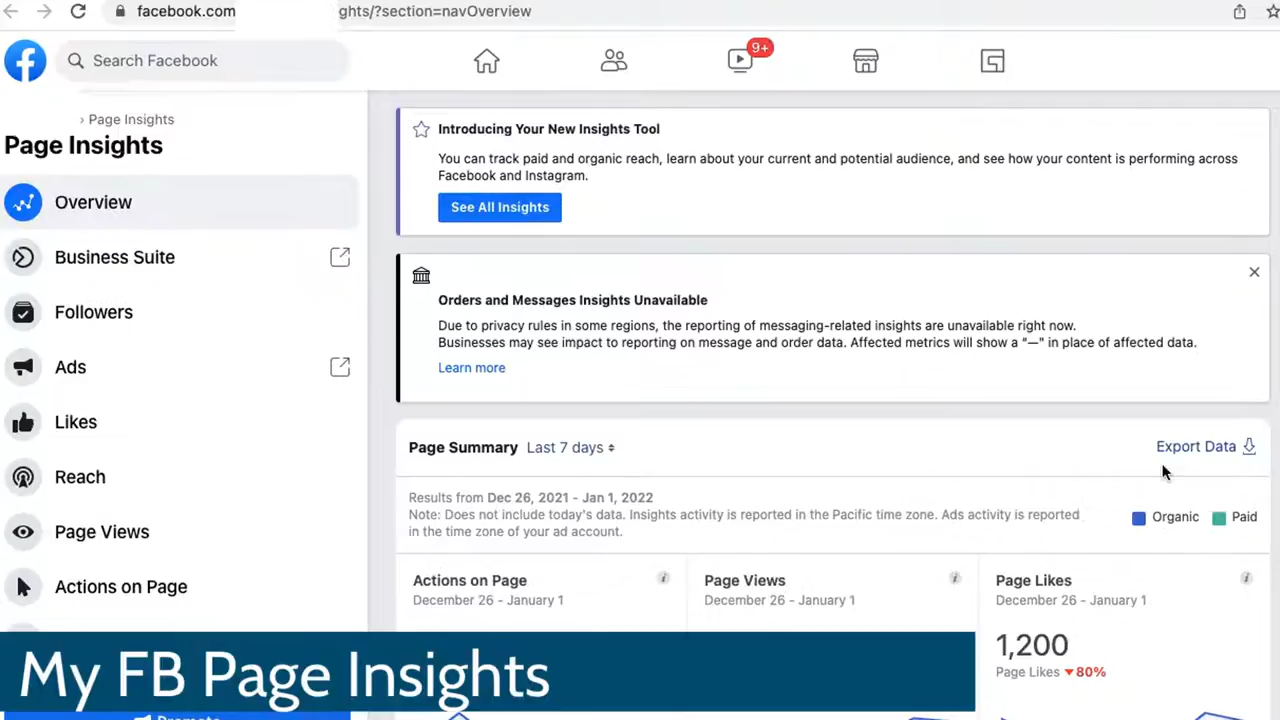 facebook.com
ghts/?section=navOverview
Search Facebook
9+
› Page Insights
Page Insights
Overview
Business Suite
Followers
Ads
Likes
Reach
Page Views
Actions on Page
Introducing Your New Insights Tool
You can track paid and organic reach, learn about your current and potential audience, and see how your content is performing across
Facebook and Instagram.
See All Insights
Orders and Messages Insights Unavailable
Due to privacy rules in some regions, the reporting of messaging-related insights are unavailable right now.
Businesses may see impact to reporting on message and order data. Affected metrics will show a "—" in place of affected data.
Learn more
Page Summary Last 7 days
Export Data
Results from Dec 26, 2021 - Jan 1, 2022
Note: Does not include today's data. Insights activity is reported in the Pacific time zone. Ads activity is reported
in the time zone of your ad account.
Organic Paid
Actions on Page
December 26 - January 1
Page Views
December 26 - January 1
Page Likes
December 26 - January 1
1,200
Page Likes ▼80%
My FB Page Insights
Promote